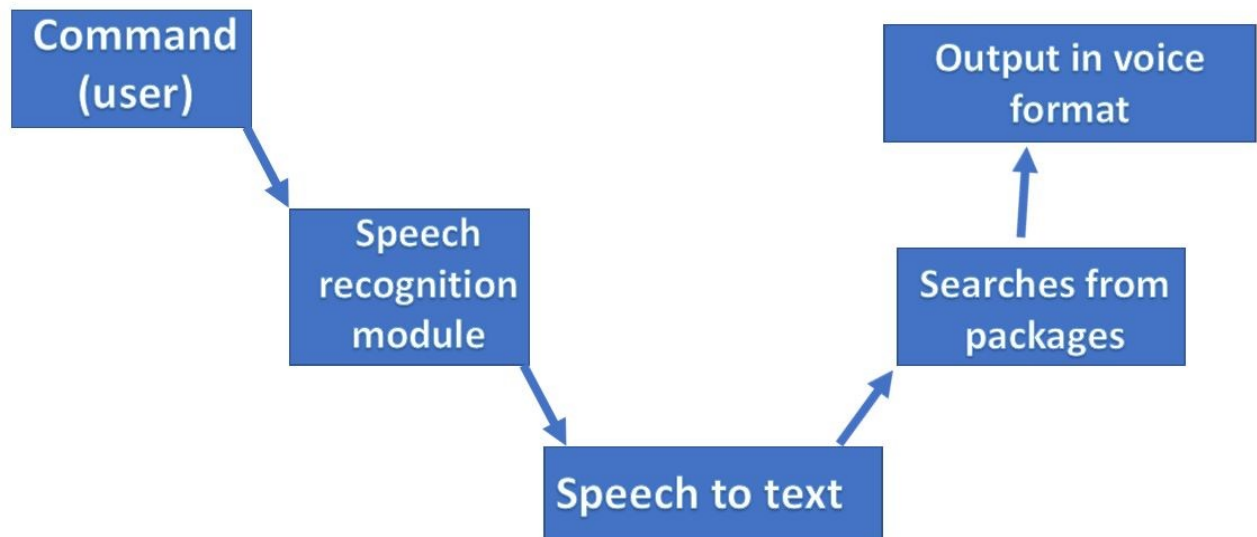 Command
(user)
Speech
recognition
module
Speech to text
Searches from
packages
Output in voice
format